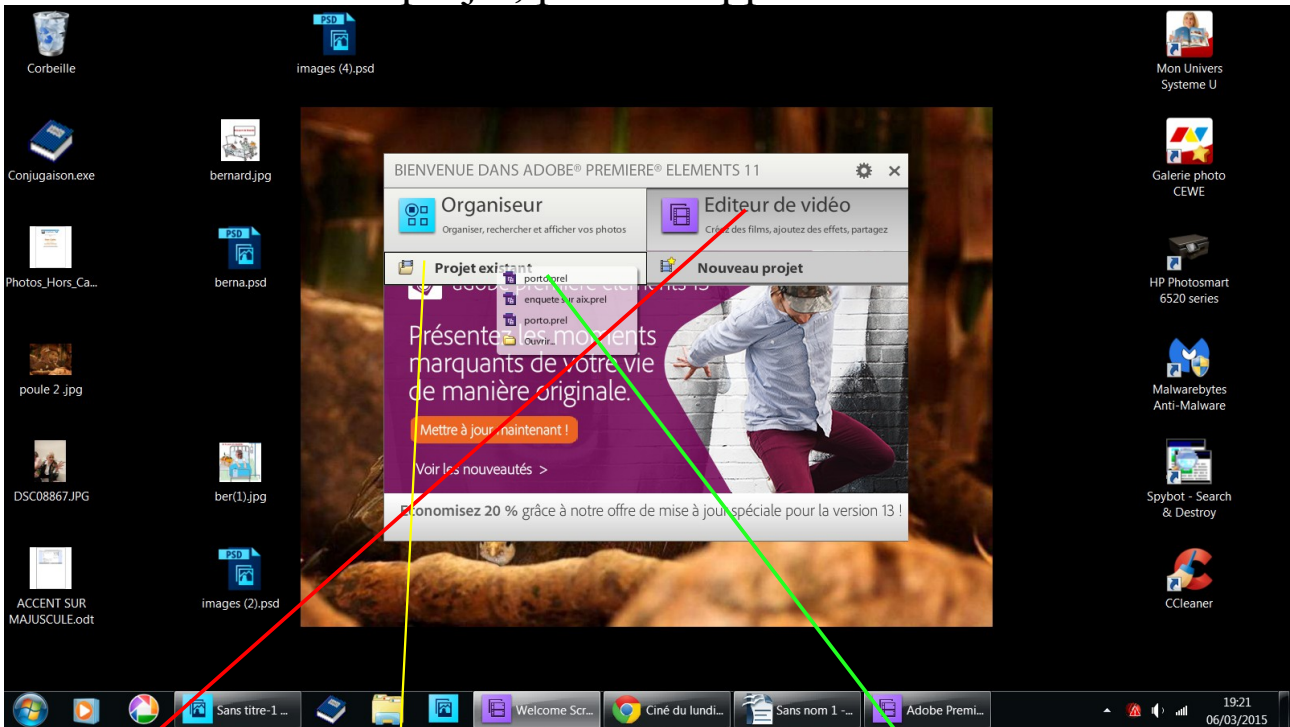 PSD
Corbeille
images (4).psd
Mon Univers
Systeme U
Conjugaison.exe
bernard.jpg
Galerie photo
CEWE
BIENVENUE DANS ADOBE® PREMIERE® ELEMENTS 11
Organiseur
Organiser, rechercher et afficher vos photos
Editeur de vidéo
Créez des films, ajoutez des effets, partagez
Projet existant
Nouveau projet
porto.prel
enquete sur aix.prel
porto.prel
Ouvrir...
PSD
Photos_Hors_Ca...
berna.psd
HP Photosmart
6520 series
Présentez les moments
marquants de votre vie
de manière originale.
Mettre à jour maintenant !
Voir les nouveautés >
Economisez 20 % grâce à notre offre de mise à jour spéciale pour la version 13 !
poule 2 .jpg
Malwarebytes
Anti-Malware
DSC08867.JPG
ber(1).jpg
Spybot - Search
& Destroy
PSD
ACCENT SUR
MAJUSCULE.odt
images (2).psd
CCleaner
Sans titre-1 ...
Welcome Scr...
Ciné du lundi...
Sans nom 1 -...
Adobe Premi...
19:21
06/03/2015